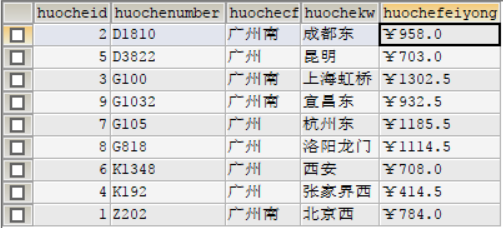 huocheid huochenumber huochecf huochekw huochefeiyong
2 D1810 广州南 成都东 ¥958.0
5 D3822 广州 昆明 ¥703.0
3 G100 广州南 上海虹桥 ¥1302.5
9 G1032 广州南 宜昌东 ¥932.5
7 G105 广州 杭州东 ¥1185.5
8 G818 广州 洛阳龙门 ¥1114.5
6 K1348 广州 西安 ¥708.0
4 K192 广州 张家界西 ¥414.5
1 Z202 广州南 北京西 ¥784.0